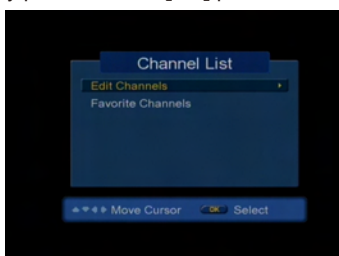 Channel List
Edit Channels
Favorite Channels
Move Cursor OK Select